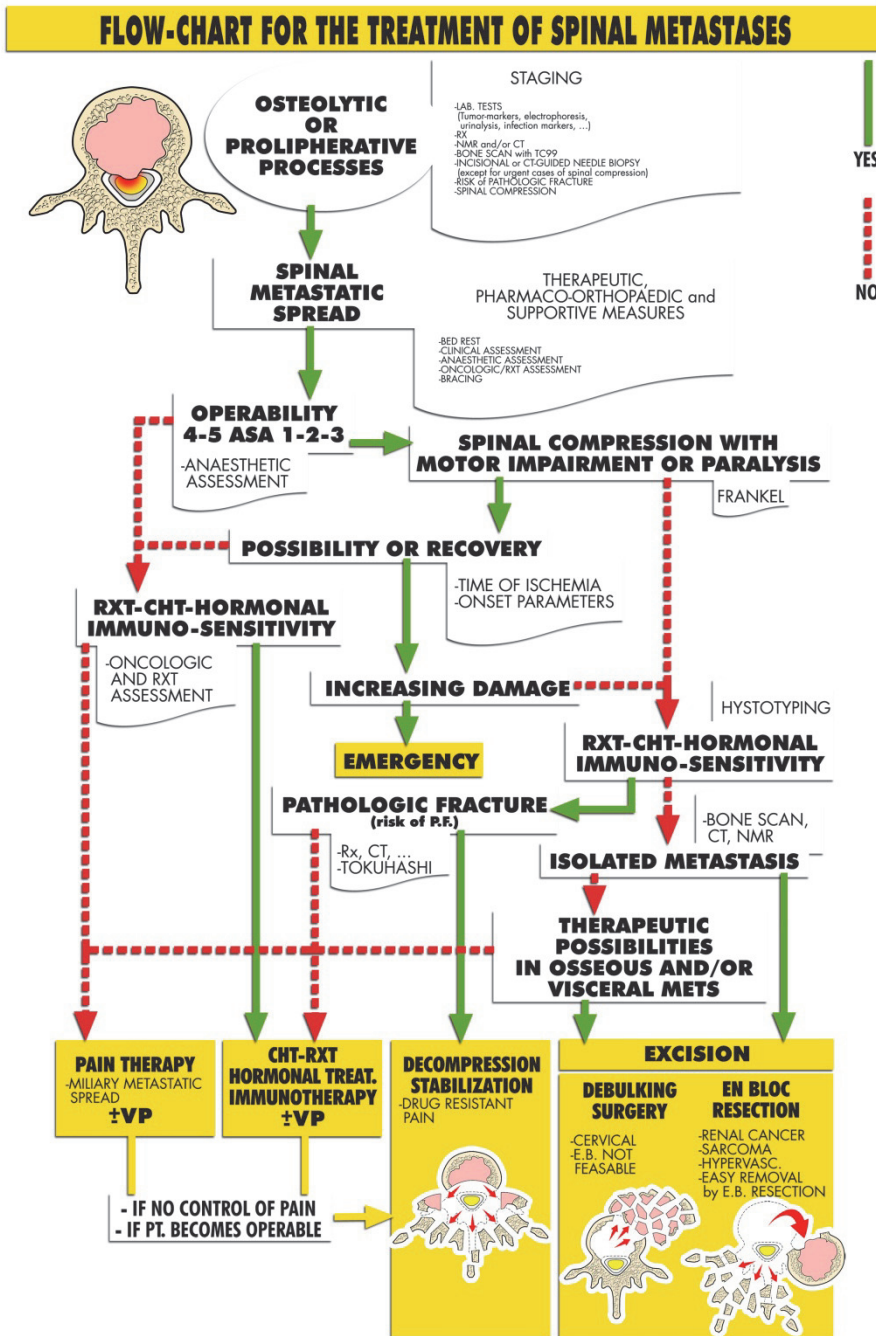 FLOW-CHART FOR THE TREATMENT OF SPINAL METASTASES
OSTEOLYTIC
OR
PROLIPHERATIVE
PROCESSES
STAGING
-LAB. TESTS
(Tumor-markers, electrophoresis,
urinalysis, infection markers, ...)
-RX
-NMR and/or CT
-BONE SCAN with TC99
-INCISIONAL or CT-GUIDED NEEDLE BIOPSY
(except for urgent cases of spinal compression)
-RISK of PATHOLOGIC FRACTURE
-SPINAL COMPRESSION
YES
NO
SPINAL
METASTATIC
SPREAD
THERAPEUTIC,
PHARMACO-ORTHOPAEDIC and
SUPPORTIVE MEASURES
-BED REST
-CLINICAL ASSESSMENT
-ANAESTHETIC ASSESSMENT
-ONCOLOGIC/RXT ASSESSMENT
-BRACING
OPERABILITY
4-5 ASA 1-2-3
-ANAESTHETIC
ASSESSMENT
SPINAL COMPRESSION WITH
MOTOR IMPAIRMENT OR PARALYSIS
FRANKEL
POSSIBILITY OR RECOVERY
-TIME OF ISCHEMIA
-ONSET PARAMETERS
RXT-CHT-HORMONAL
IMMUNO-SENSITIVITY
-ONCOLOGIC
AND RXT
ASSESSMENT
INCREASING DAMAGE
EMERGENCY
HYSTOTYPING
RXT-CHT-HORMONAL
IMMUNO-SENSITIVITY
PATHOLOGIC FRACTURE
(risk of P.F.)
-Rx, CT, ...
-TOKUHASHI
-BONE SCAN,
CT, NMR
ISOLATED METASTASIS
THERAPEUTIC
POSSIBILITIES
IN OSSEOUS AND/OR
VISCERAL METS
PAIN THERAPY
-MILIARY METASTATIC
SPREAD
±VP
CHT-RXT
HORMONAL TREAT.
IMMUNOTHERAPY
±VP
DECOMPRESSION
STABILIZATION
-DRUG RESISTANT
PAIN
EXCISION
DEBULKING
SURGERY
-CERVICAL
-E.B. NOT
FEASABLE
EN BLOC
RESECTION
-RENAL CANCER
-SARCOMA
-HYPERVASC.
-EASY REMOVAL
by E.B. RESECTION
- IF NO CONTROL OF PAIN
- IF PT. BECOMES OPERABLE